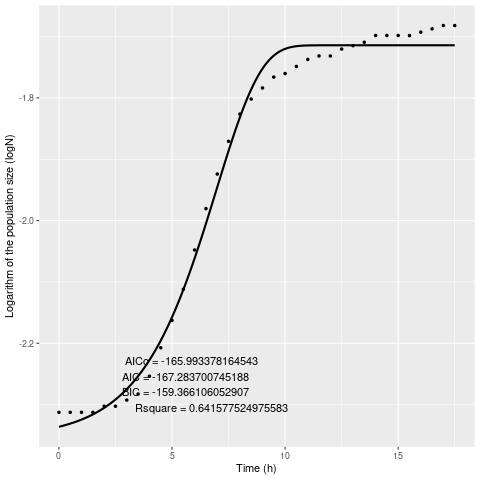 Logarithm of the population size (logN)
-1.8
-2.0
-2.2
AICc = -165.993378164543
AIC = -167.283700745188
BIC = -159.366106052907
Rsquare = 0.641577524975583
0 5 10 15
Time (h)